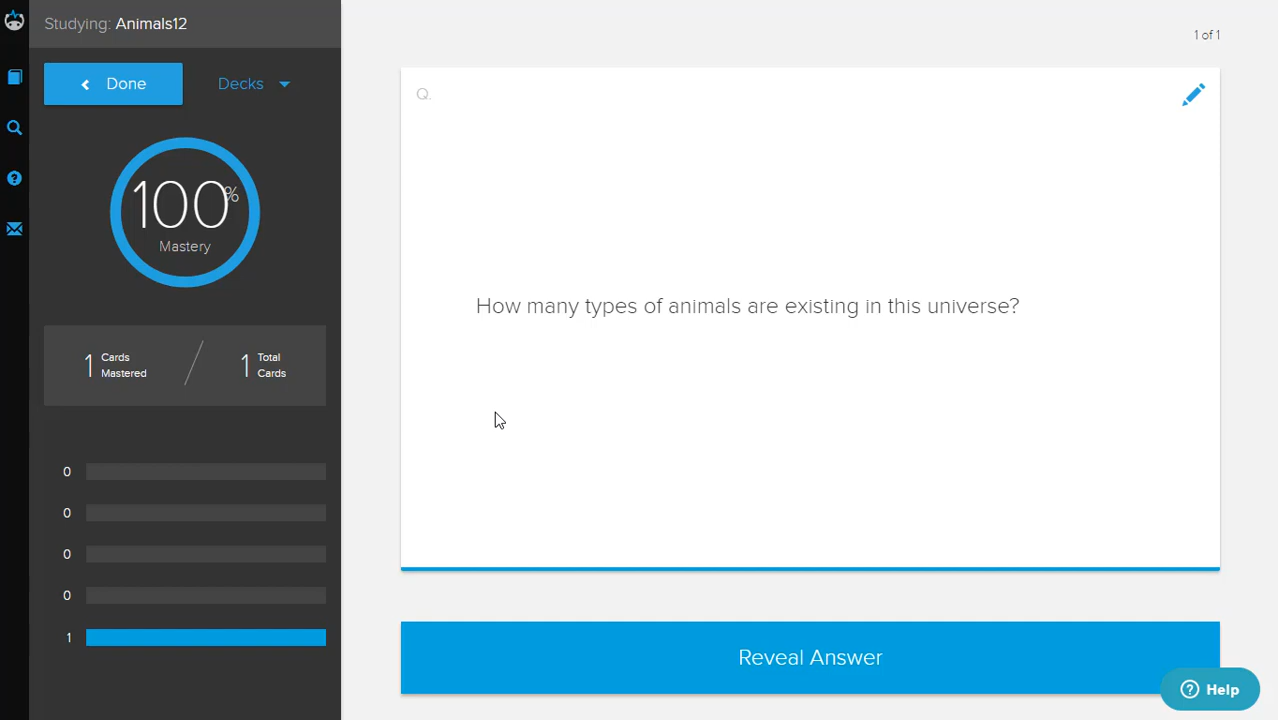 Studying: Animals12
1 of 1
Done
Decks
Q.
100%
Mastery
How many types of animals are existing in this universe?
1 Cards Mastered
1 Total Cards
0
0
0
0
1
Reveal Answer
Help